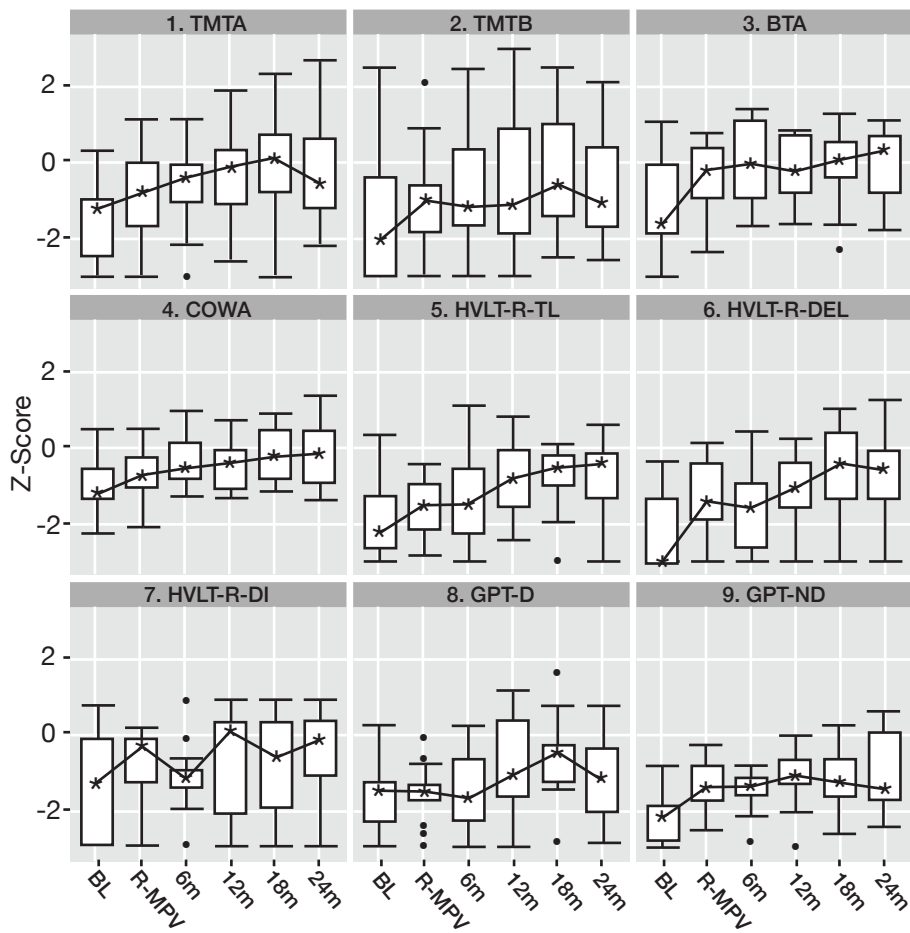 1. TMTA
2. TMTB
3. BTA
2
0
-2
4. COWA
5. HVLT-R-TL
6. HVLT-R-DEL
Z-Score
2
0
-2
7. HVLT-R-DI
8. GPT-D
9. GPT-ND
2
0
-2
BL
R-MPV
6m
12m
18m
24m
BL
R-MPV
6m
12m
18m
24m
BL
R-MPV
6m
12m
18m
24m